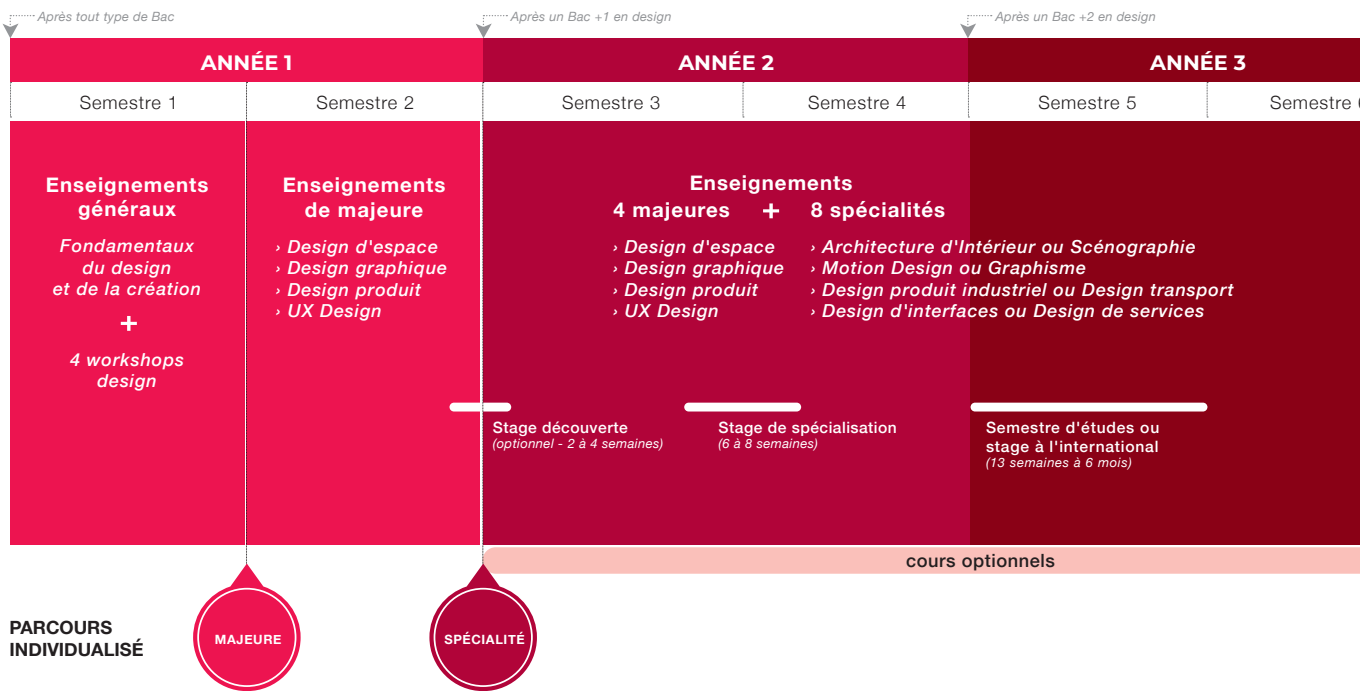 Après tout type de Bac
Après un Bac +1 en design
Après un Bac +2 en design
ANNÉE 1
ANNÉE 2
ANNÉE 3
Semestre 1
Semestre 2
Semestre 3
Semestre 4
Semestre 5
Semestre
Enseignements
généraux
Fondamentaux
du design
et de la création
+
4 workshops
design
Enseignements
de majeure
› Design d'espace
› Design graphique
› Design produit
› UX Design
Enseignements
4 majeures + 8 spécialités
› Design d'espace
› Design graphique
› Design produit
› UX Design
› Architecture d'Intérieur ou Scénographie
› Motion Design ou Graphisme
› Design produit industriel ou Design transport
› Design d'interfaces ou Design de services
Stage découverte
(optionnel - 2 à 4 semaines)
Stage de spécialisation
(6 à 8 semaines)
Semestre d'études ou
stage à l'international
(13 semaines à 6 mois)
cours optionnels
PARCOURS
INDIVIDUALISÉ
MAJEURE
SPÉCIALITÉ